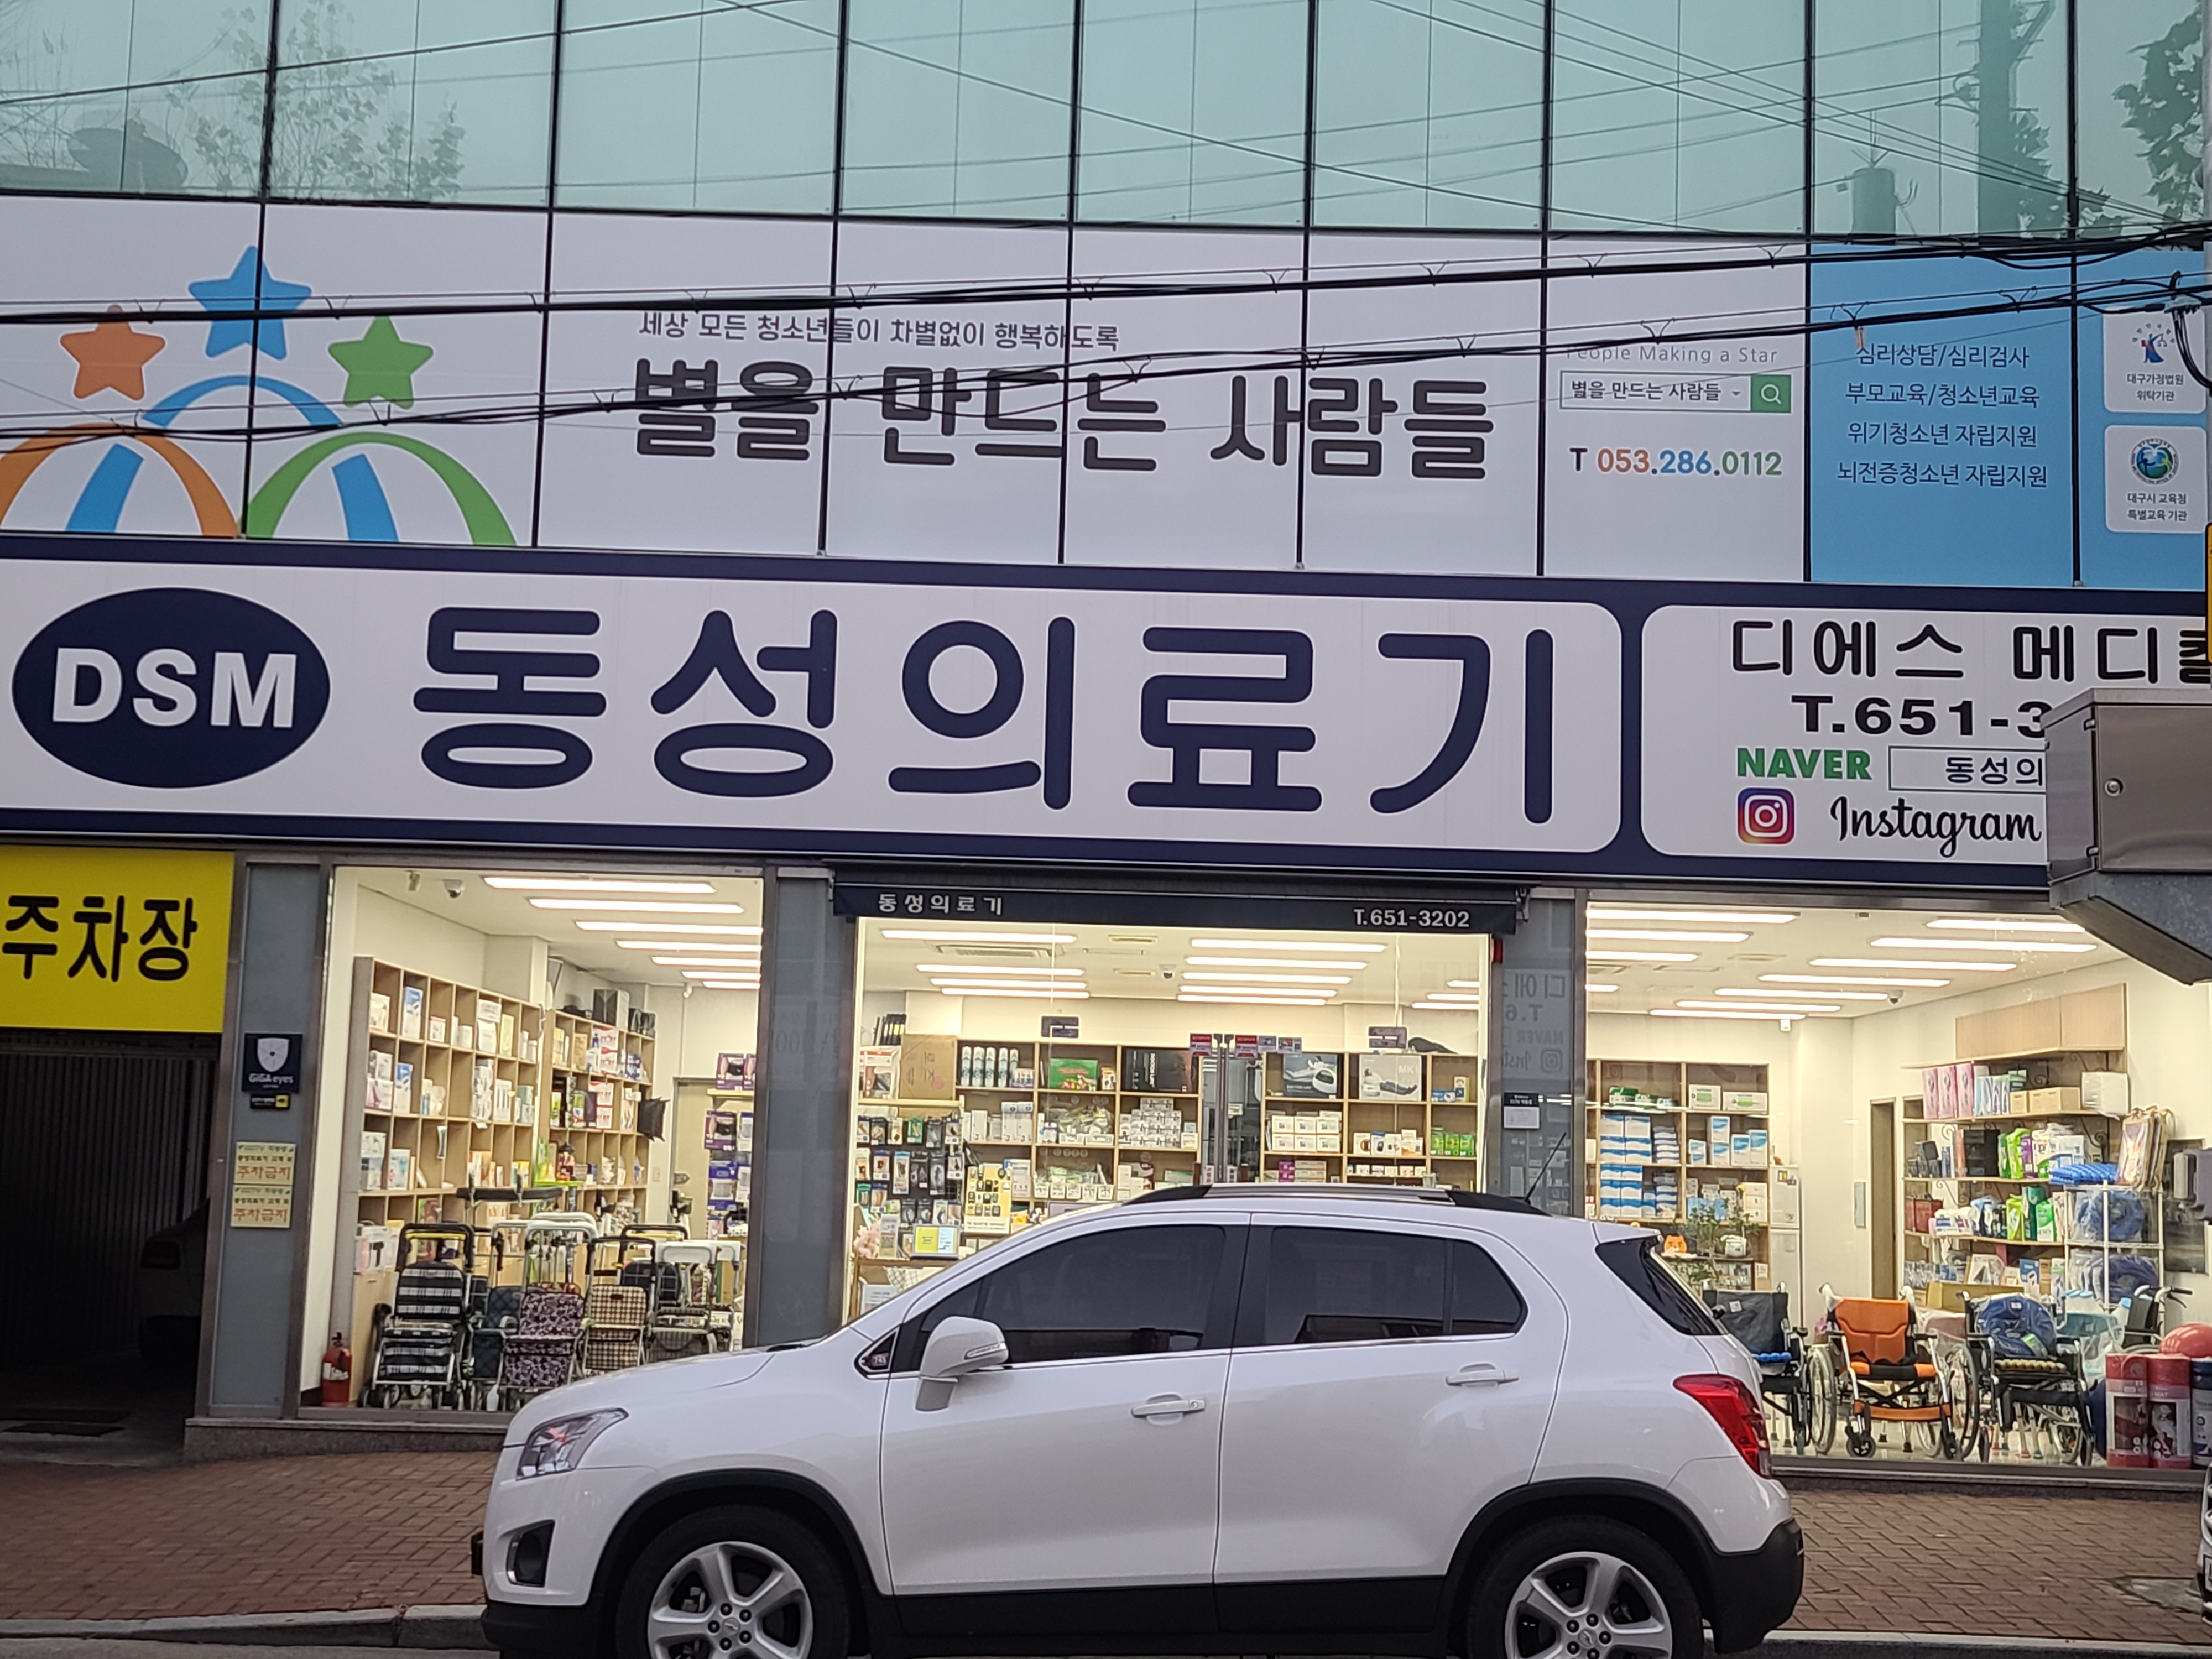 세상 모든 청소년들이 차별없이 행복하도록
별을 만드는 사람들
People Making a Star
별을 만드는 사람들
T 053.286.0112
심리상담/심리검사
부모교육/청소년교육
위기청소년 자립지원
뇌전증청소년 자립지원
대구가정법원
위탁기관
대구시 교육청
특별교육 기관
DSM
동성의료기
디에스 메디컬
T.651-3
NAVER
동성의
Instagram
주차장
동성의료기
T.651-3202
GiGAeyes
주차금지
주차금지